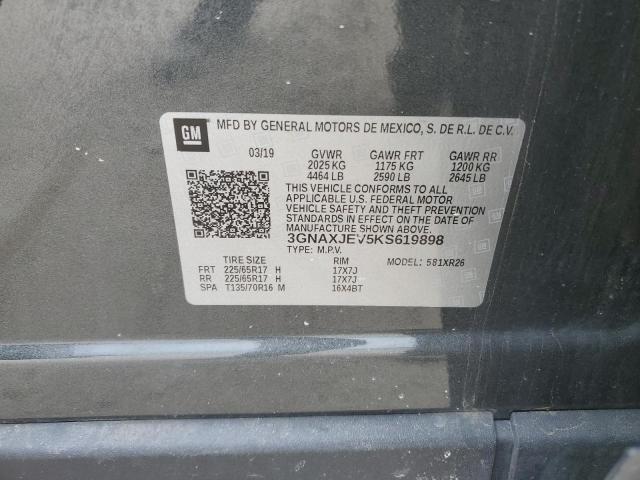 GM
MFD BY GENERAL MOTORS DE MEXICO, S. DE R.L. DE C.V.
03/19 GVWR GAWR FRT GAWR RR
2025 KG 1175 KG 1200 KG
4464 LB 2590 LB 2645 LB
THIS VEHICLE CONFORMS TO ALL
APPLICABLE U.S. FEDERAL MOTOR
VEHICLE SAFETY AND THEFT PREVENTION
STANDARDS IN EFFECT ON THE DATE OF
MANUFACTURE SHOWN ABOVE.
3GNAXJEV5KS619898
TYPE: M.P.V. MODEL: 581XR26
TIRE SIZE RIM
FRT 225/65R17 H 17X7J
RR 225/65R17 H 17X7J
SPA T135/70R16 M 16X4BT